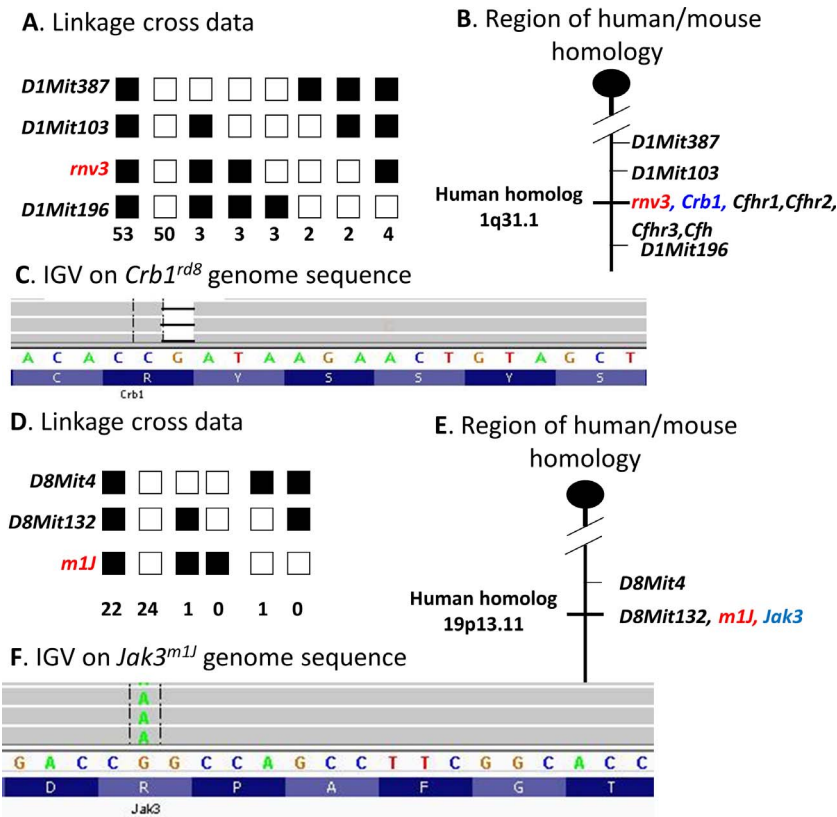 A. Linkage cross data
D1Mit387
D1Mit103
rnv3
D1Mit196
53 50 3 3 3 2 2 4
B. Region of human/mouse
homology
D1Mit387
D1Mit103
Human homolog
1q31.1
rnv3, Crb1, Cfhr1,Cfhr2,
Cfhr3,Cfh
D1Mit196
C. IGV on Crb1rd8 genome sequence
A C A C C G A T A A G A A C T G T A G C T
C R Y S S Y S
Crb1
D. Linkage cross data
D8Mit4
D8Mit132
m1J
22 24 1 0 1 0
E. Region of human/mouse
homology
D8Mit4
Human homolog
19p13.11
D8Mit132, m1J, Jak3
F. IGV on Jak3m1J genome sequence
A
A
A
A
G A C C G G C C A G C C T T C G G C A C C
D R P A F G T
Jak3